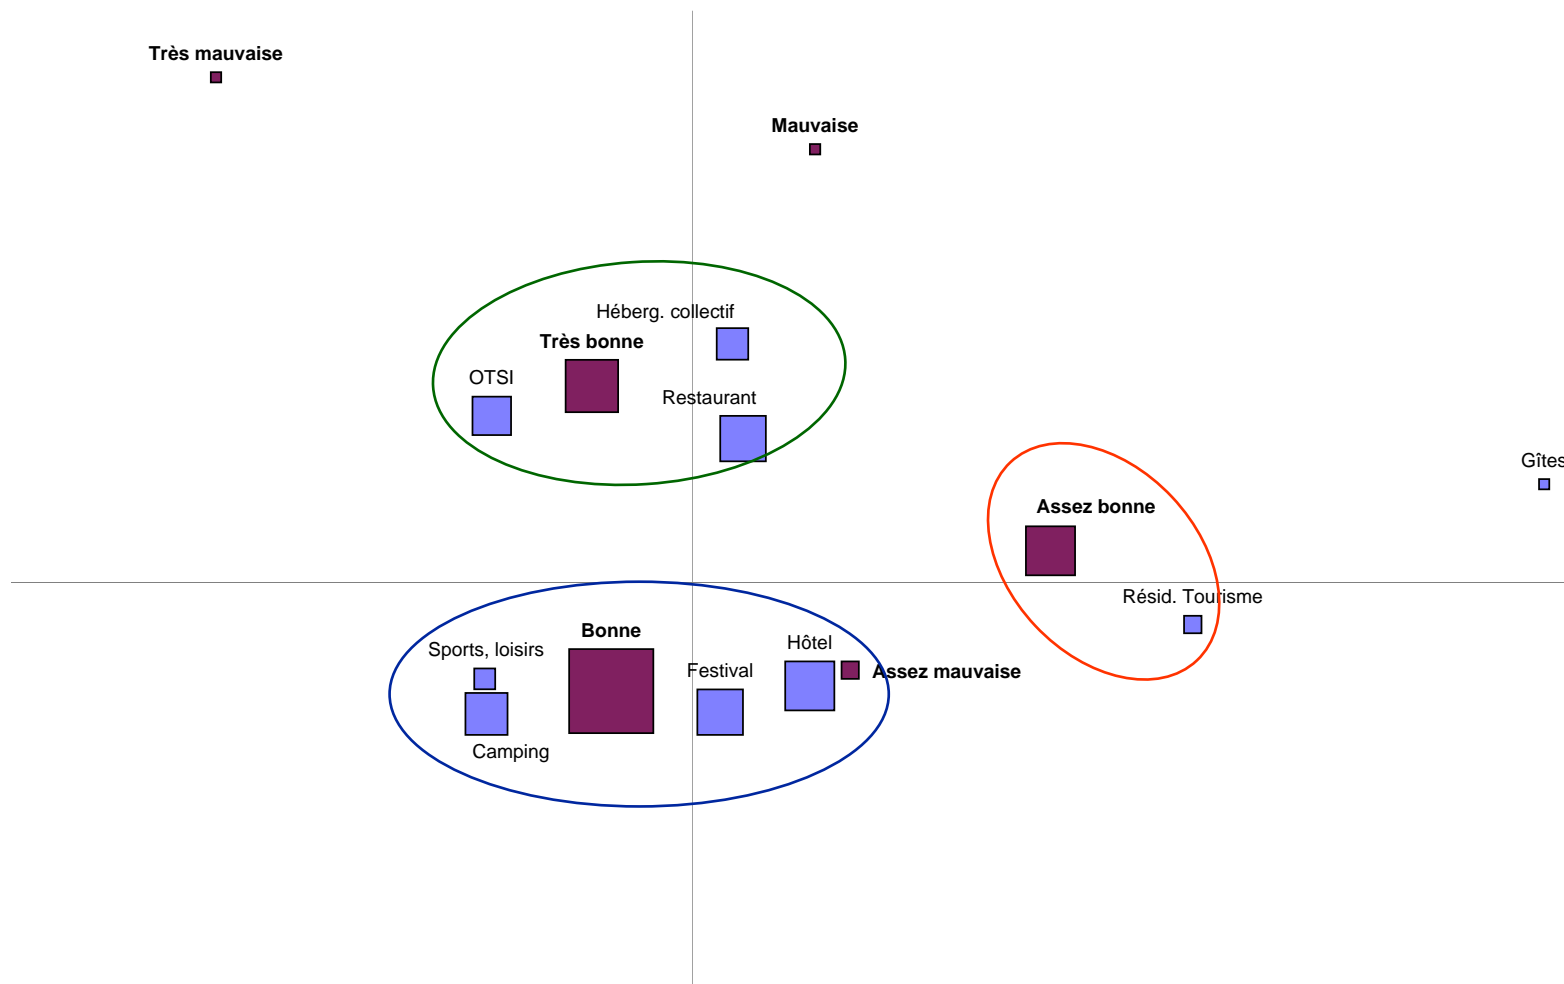 Très mauvaise
Mauvaise
Héberg. collectif
Très bonne
OTSI
Restaurant
Gîtes
Assez bonne
Résid. Tourisme
Bonne
Hôtel
Sports, loisirs
Festival
Assez mauvaise
Camping